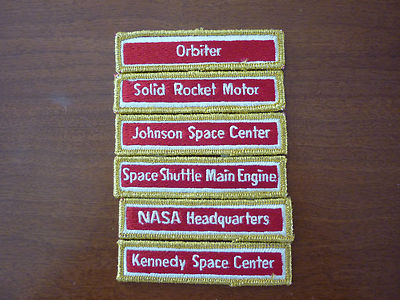 Orbiter
Solid Rocket Motor
Johnson Space Center
Space Shuttle Main Engine
NASA Headquarters
Kennedy Space Center